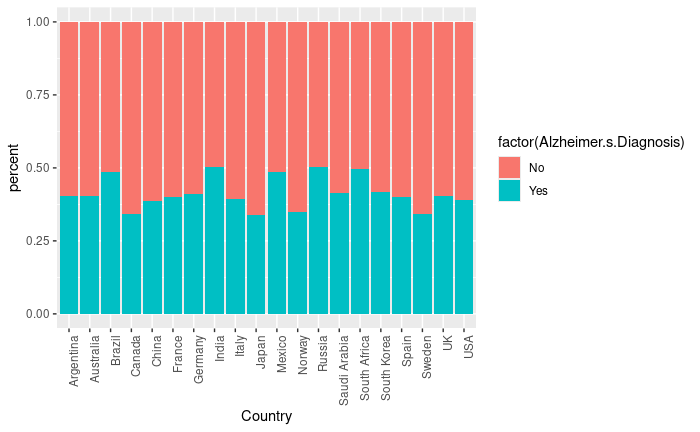 1.00
0.75
0.50
0.25
0.00
percent
Argentina
Australia
Brazil
Canada
China
France
Germany
India
Italy
Japan
Mexico
Norway
Russia
Saudi Arabia
South Africa
South Korea
Spain
Sweden
UK
USA
Country
factor(Alzheimer.s.Diagnosis)
No
Yes